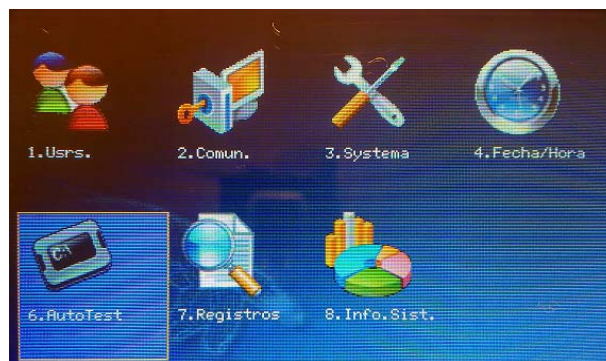 1.Usrs.
2.Comun.
3.Systema
4.Fecha/Hora
6.AutoTest
7.Registros
8.Info.Sist.